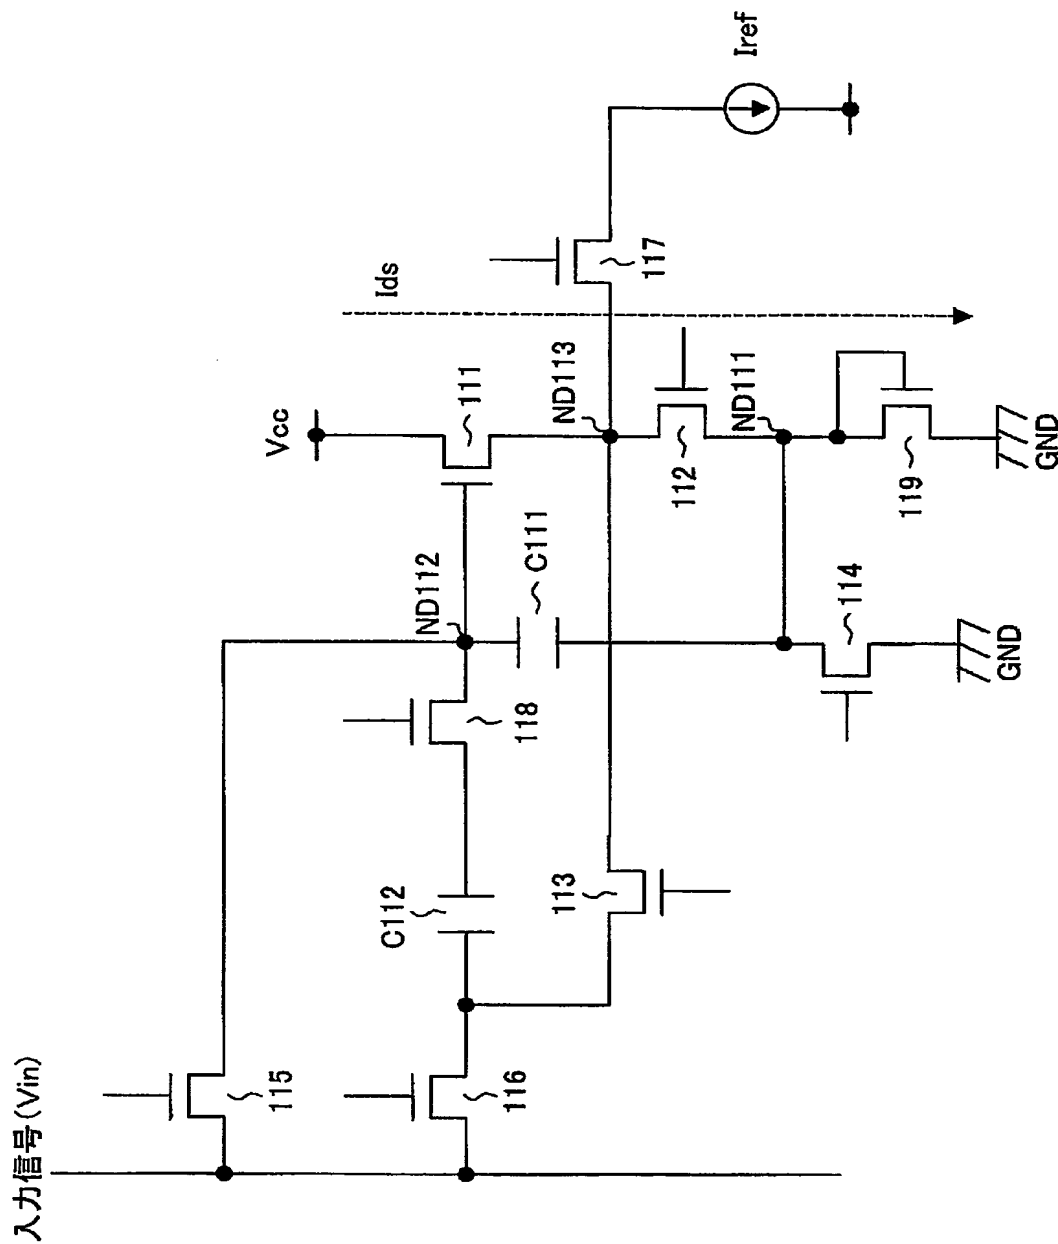 入力信号(Vin)
115
116
C112
113
118
ND112
C111
114
GND
Vcc
111
ND113
112
ND111
119
GND
Ids
117
Iref